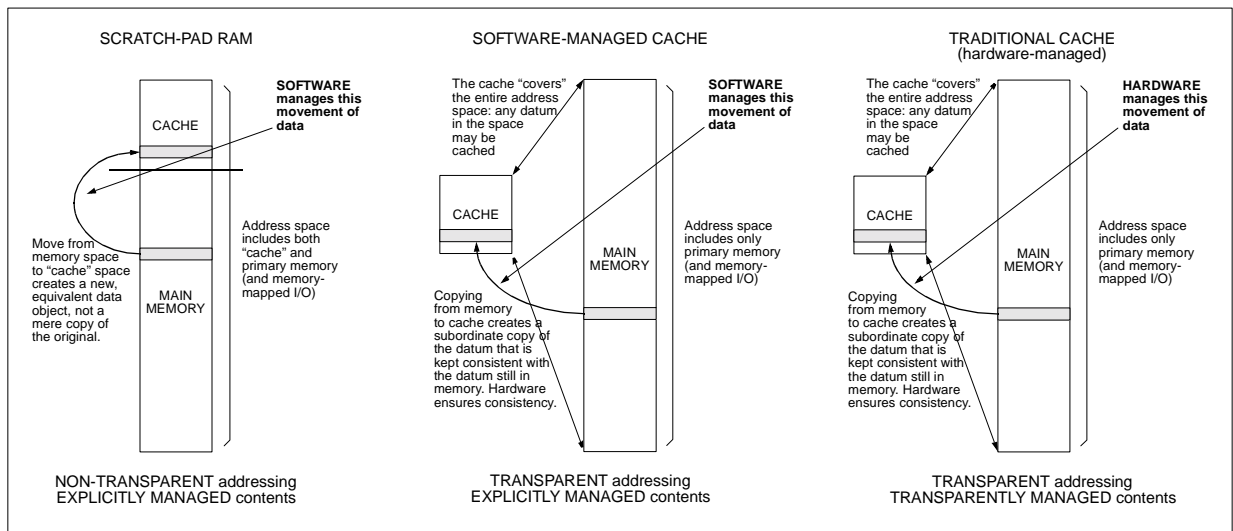 SCRATCH-PAD RAM
CACHE
SOFTWARE
manages this
movement of
data
Move from
memory space
to “cache” space
creates a new,
equivalent data
object, not a
mere copy of
the original.
MAIN
MEMORY
Address space
includes both
“cache” and
primary memory
(and memory-
mapped I/O)
NON-TRANSPARENT addressing
EXPLICITLY MANAGED contents
SOFTWARE-MANAGED CACHE
The cache “covers”
the entire address
space: any datum
in the space
may be
cached
SOFTWARE
manages this
movement of
data
CACHE
MAIN
MEMORY
Address space
includes only
primary memory
(and memory-
mapped I/O)
Copying
from memory
to cache creates a
subordinate copy of
the datum that is
kept consistent with
the datum still in
memory. Hardware
ensures consistency.
TRANSPARENT addressing
EXPLICITLY MANAGED contents
TRADITIONAL CACHE
(hardware-managed)
The cache “covers”
the entire address
space: any datum
in the space
may be
cached
HARDWARE
manages this
movement of
data
CACHE
MAIN
MEMORY
Address space
includes only
primary memory
(and memory-
mapped I/O)
Copying
from memory
to cache creates a
subordinate copy of
the datum that is
kept consistent with
the datum still in
memory. Hardware
ensures consistency.
TRANSPARENT addressing
TRANSPARENTLY MANAGED contents